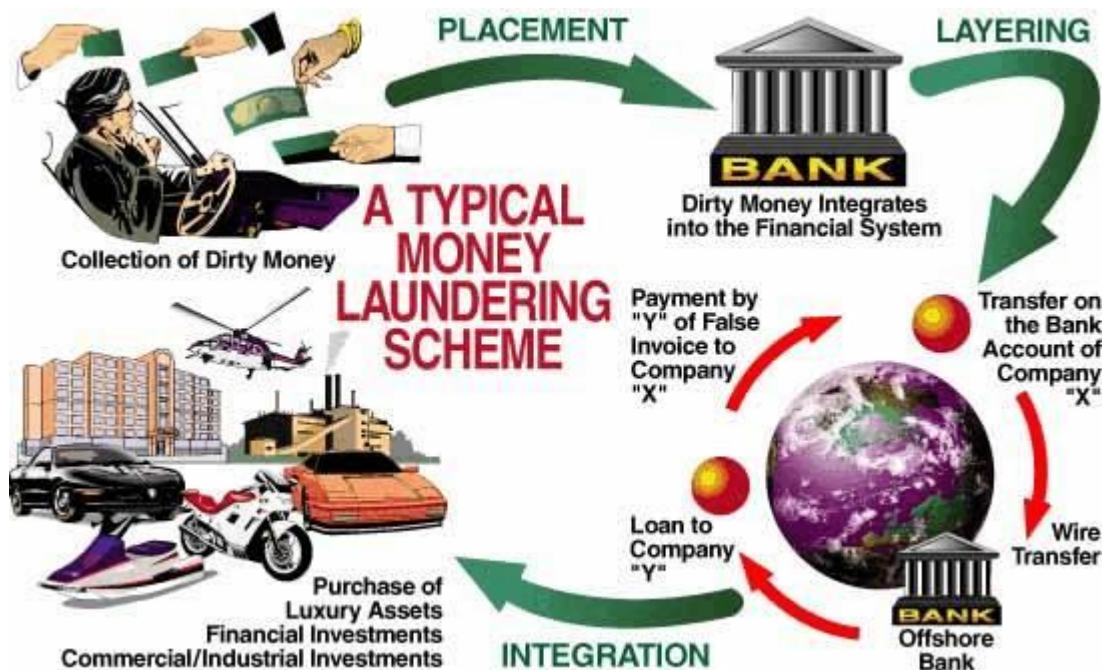 PLACEMENT
LAYERING
BANK
Dirty Money Integrates
into the Financial System
A TYPICAL
MONEY
LAUNDERING
SCHEME
Collection of Dirty Money
Payment by
"Y" of False
Invoice to
Company
"X"
Transfer on
the Bank
Account of
Company
"X"
Loan to
Company
"Y"
Wire
Transfer
BANK
Offshore
Bank
Purchase of
Luxury Assets
Financial Investments
Commercial/Industrial Investments
INTEGRATION